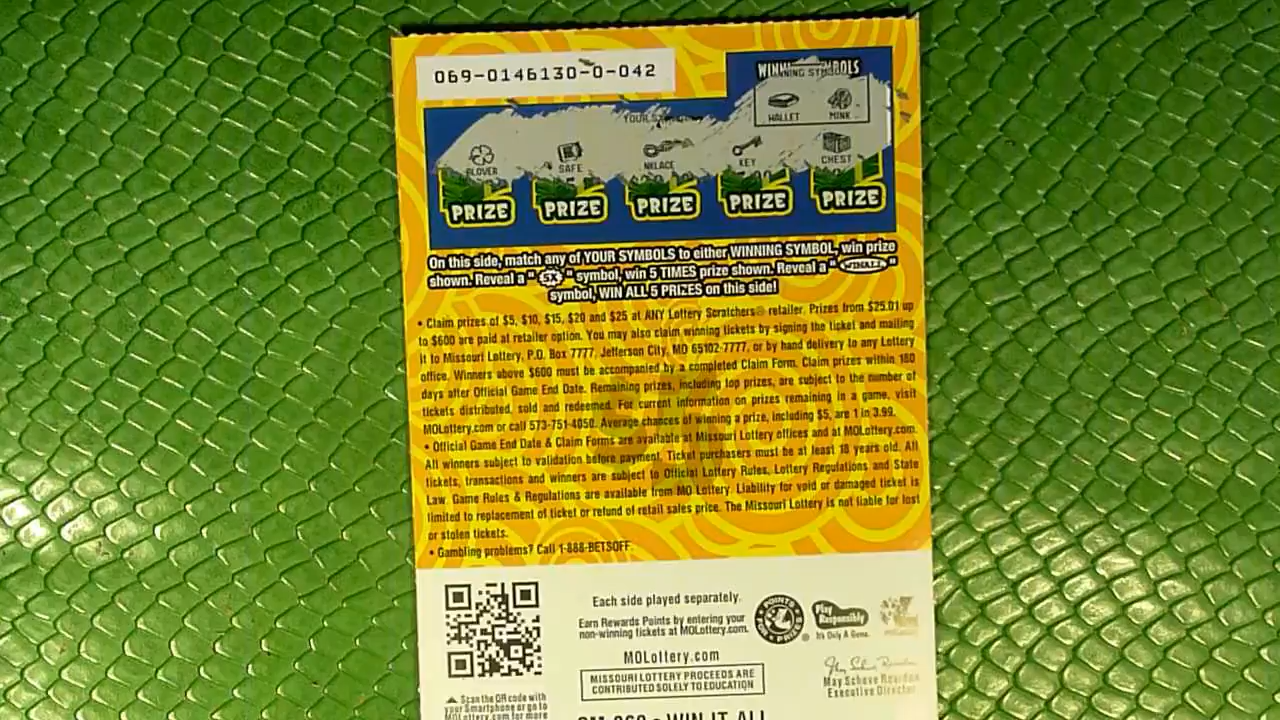 069-0146130-0-042
WINNING SYMBOLS
WINNING SYMBOLS
WALLET MINK
YOUR
CLOVER SAFE NKLACE KEY CHEST
PRIZE PRIZE PRIZE PRIZE PRIZE
On this side, match any of YOUR SYMBOLS to either WINNING SYMBOL, win prize
shown. Reveal a "5X" symbol, win 5 TIMES prize shown. Reveal a "WINALL"
symbol, WIN ALL 5 PRIZES on this side!
• Claim prizes of $5, $10, $15, $20 and $25 at ANY Lottery Scratchers® retailer. Prizes from $25.01 up
to $600 are paid at retailer option. You may also claim winning tickets by signing the ticket and mailing
it to Missouri Lottery, P.O. Box 7777, Jefferson City, MO 65102-7777, or by hand delivery to any Lottery
office. Winners above $600 must be accompanied by a completed Claim Form. Claim prizes within 180
days after Official Game End Date. Remaining prizes, including top prizes, are subject to the number of
tickets distributed, sold and redeemed. For current information on prizes remaining in a game, visit
MOLottery.com or call 573-751-4050. Average chances of winning a prize, including $5, are 1 in 3.99.
• Official Game End Date & Claim Forms are available at Missouri Lottery offices and at MOLottery.com.
All winners subject to validation before payment. Ticket purchasers must be at least 18 years old. All
tickets, transactions and winners are subject to Official Lottery Rules, Lottery Regulations and State
Law. Game Rules & Regulations are available from MO Lottery. Liability for void or damaged ticket is
limited to replacement of ticket or refund of retail sales price. The Missouri Lottery is not liable for lost
or stolen tickets.
• Gambling problems? Call 1-888-BETSOFF.
Each side played separately.
Earn Rewards Points by entering your
non-winning tickets at MOLottery.com.
POINTS
Play
Responsibly
It's Only A Game.
MOLottery.com
MISSOURI LOTTERY PROCEEDS ARE
CONTRIBUTED SOLELY TO EDUCATION
May Scheve Reardon
Executive Director
Scan the QR code with
your Smartphone or go to
MOLottery.com for more
WIN IT ALL